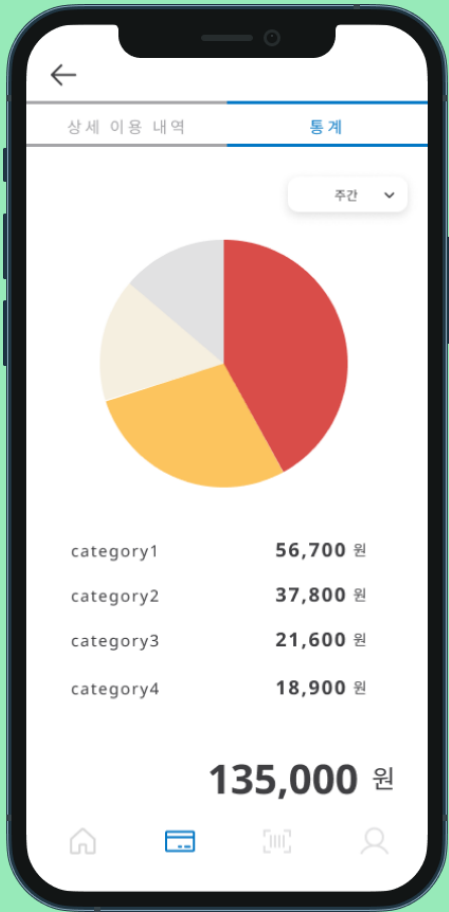 상세 이용 내역 통계
주간
category1 56,700 원
category2 37,800 원
category3 21,600 원
category4 18,900 원
135,000 원